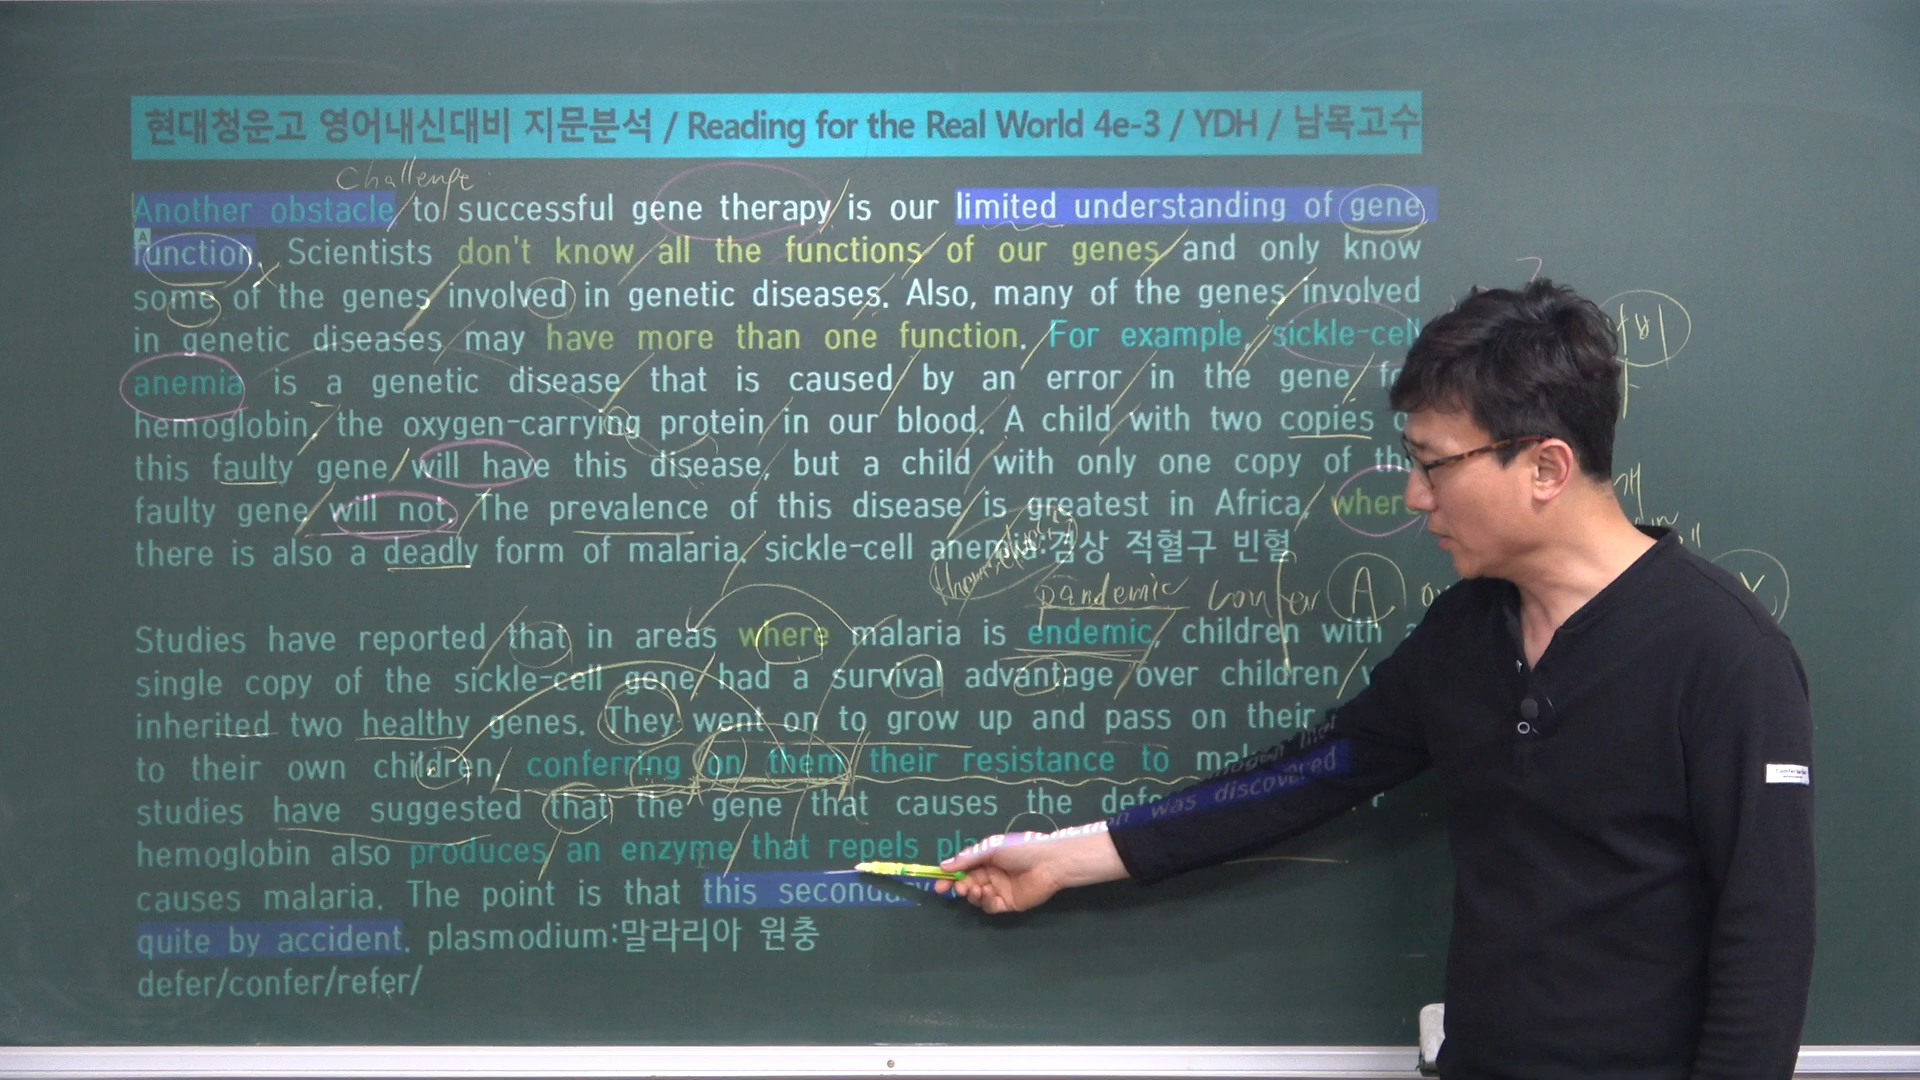 현대청운고 영어내신대비 지문분석 / Reading for the Real World 4e-3 / YDH / 남목고수
Challenge
Another obstacle to successful gene therapy is our limited understanding of gene
A
function. Scientists don't know all the functions of our genes and only know
some of the genes involved in genetic diseases. Also, many of the genes involved
in genetic diseases may have more than one function. For example, sickle-cell
anemia is a genetic disease that is caused by an error in the gene
hemoglobin, the oxygen-carrying protein in our blood. A child with two copies
this faulty gene will have this disease, but a child with only one copy of
faulty gene will not. The prevalence of this disease is greatest in Africa, where
there is also a deadly form of malaria. sickle-cell anemia:겸상 적혈구 빈혈
pandemic confer A
Studies have reported that in areas where malaria is endemic, children with a
single copy of the sickle-cell gene had a survival advantage over children
inherited two healthy genes. They went on to grow up and pass on their
to their own children, conferring on them their resistance to
studies have suggested that the gene that causes the
hemoglobin also produces an enzyme that repels
causes malaria. The point is that this function was discovered
quite by accident. plasmodium:말라리아 원충
defer/confer/refer/